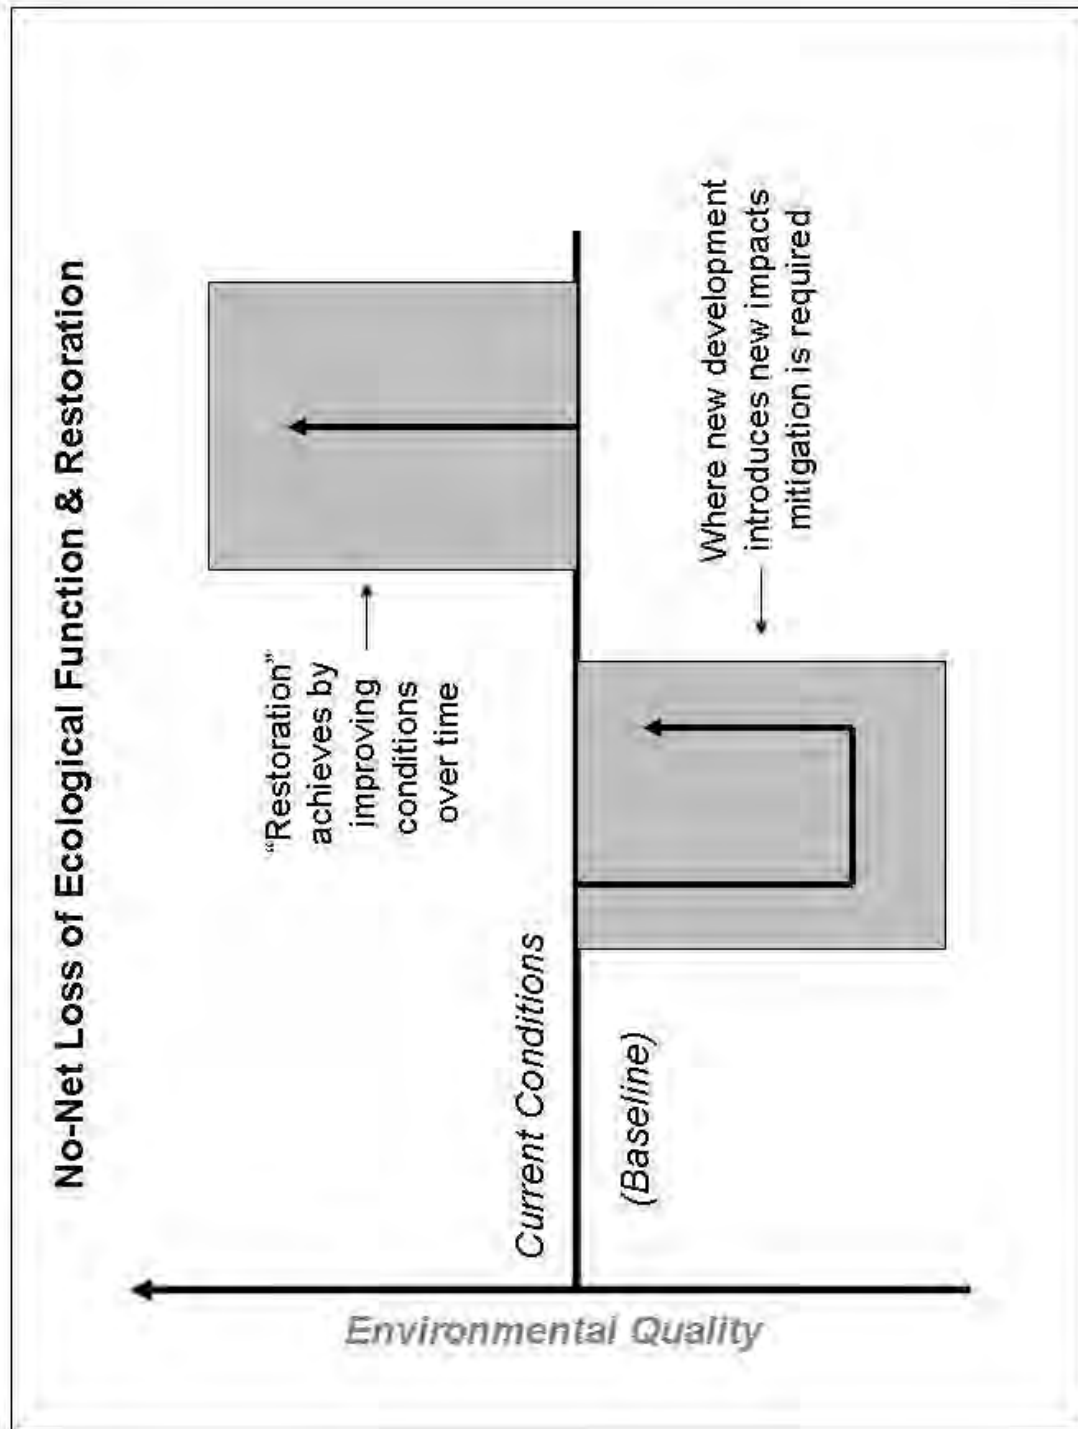 No-Net Loss of Ecological Function & Restoration
“Restoration”
achieves by
improving
conditions
over time
Where new development
introduces new impacts
mitigation is required
Current Conditions
(Baseline)
Environmental Quality